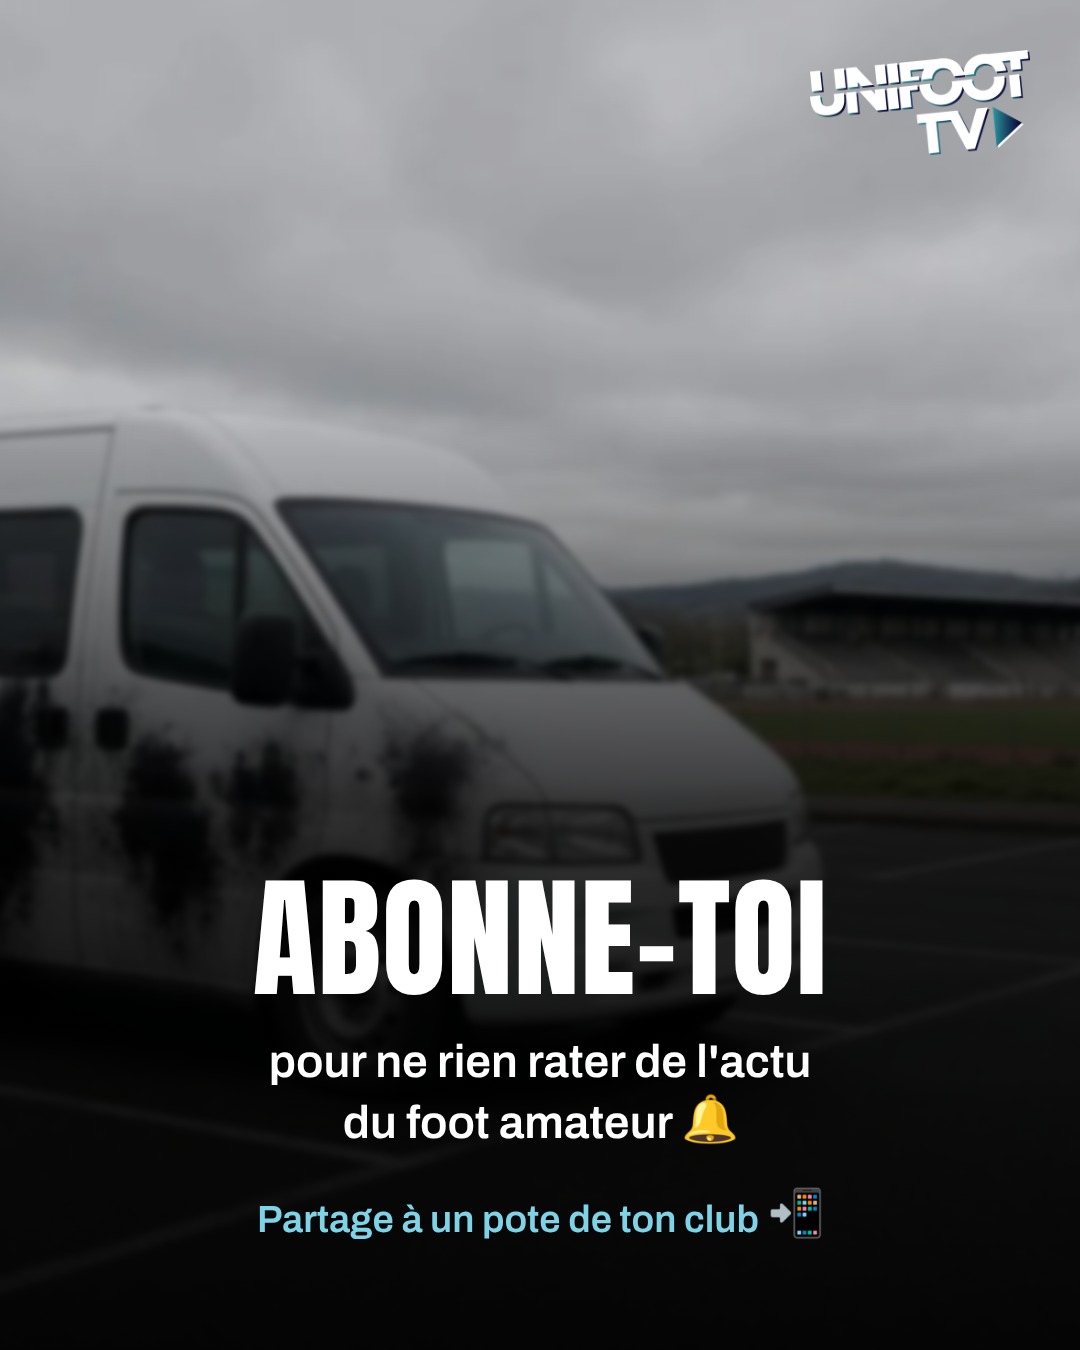 UNIFOOT
TV
ABONNE-TOI
pour ne rien rater de l'actu
du foot amateur 🔔
Partage à un pote de ton club 📲